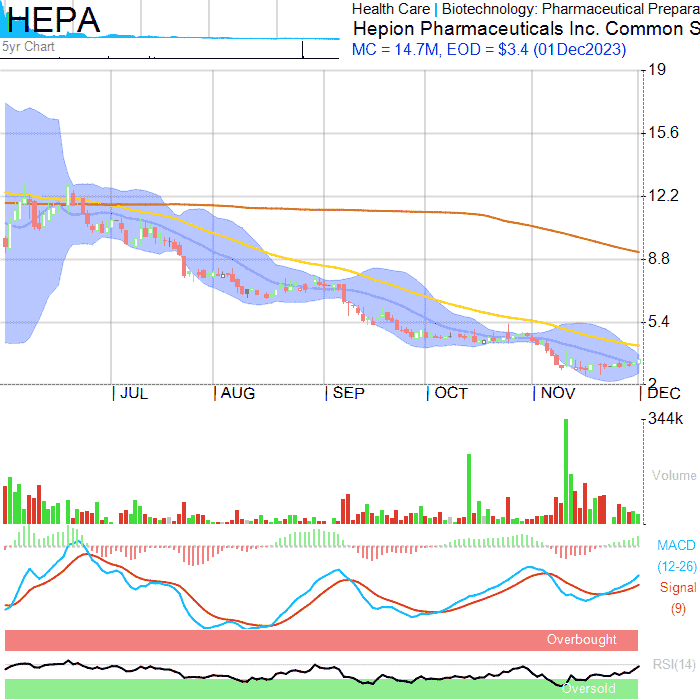 HEPA
Health Care | Biotechnology: Pharmaceutical Prepara
Hepion Pharmaceuticals Inc. Common S
MC = 14.7M, EOD = $3.4 (01Dec2023)
5yr Chart
19
15.6
12.2
8.8
5.4
2
JUL
AUG
SEP
OCT
NOV
DEC
344k
Volume
MACD
(12-26)
Signal
(9)
Overbought
RSI(14)
Oversold